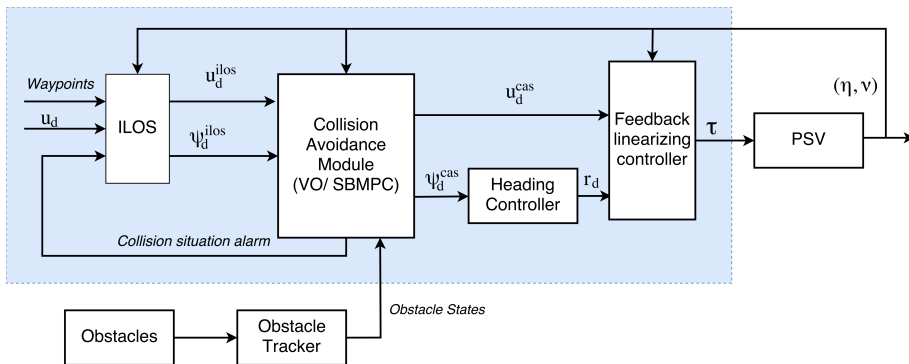 Waypoints
u_d
ILOS
u_d^ilos
ψ_d^ilos
Collision
Avoidance
Module
(VO/ SBMPC)
u_d^cas
ψ_d^cas
Heading
Controller
r_d
Feedback
linearizing
controller
τ
PSV
(η, ν)
Collision situation alarm
Obstacle States
Obstacles
Obstacle
Tracker